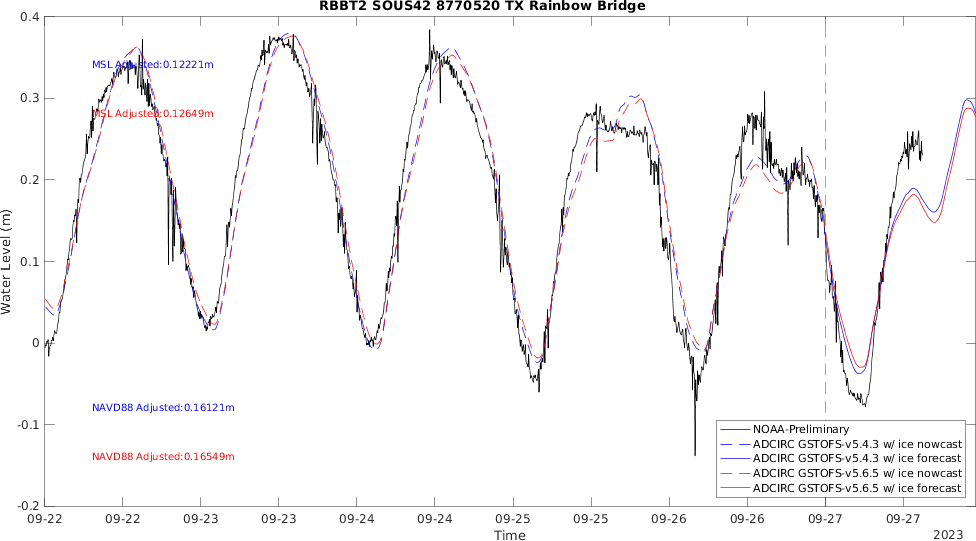 RBBT2 SOUS42 8770520 TX Rainbow Bridge
0.4
0.3
0.2
0.1
0
-0.1
-0.2
Water Level (m)
MSL Adjusted:0.12221m
MSL Adjusted:0.12649m
NAVD88 Adjusted:0.16121m
NAVD88 Adjusted:0.16549m
NOAA-Preliminary
ADCIRC GSTOFS-v5.4.3 w/ ice nowcast
ADCIRC GSTOFS-v5.4.3 w/ ice forecast
ADCIRC GSTOFS-v5.6.5 w/ ice nowcast
ADCIRC GSTOFS-v5.6.5 w/ ice forecast
09-22 09-22 09-23 09-23 09-24 09-24 09-25 09-25 09-26 09-26 09-27 09-27
Time
2023